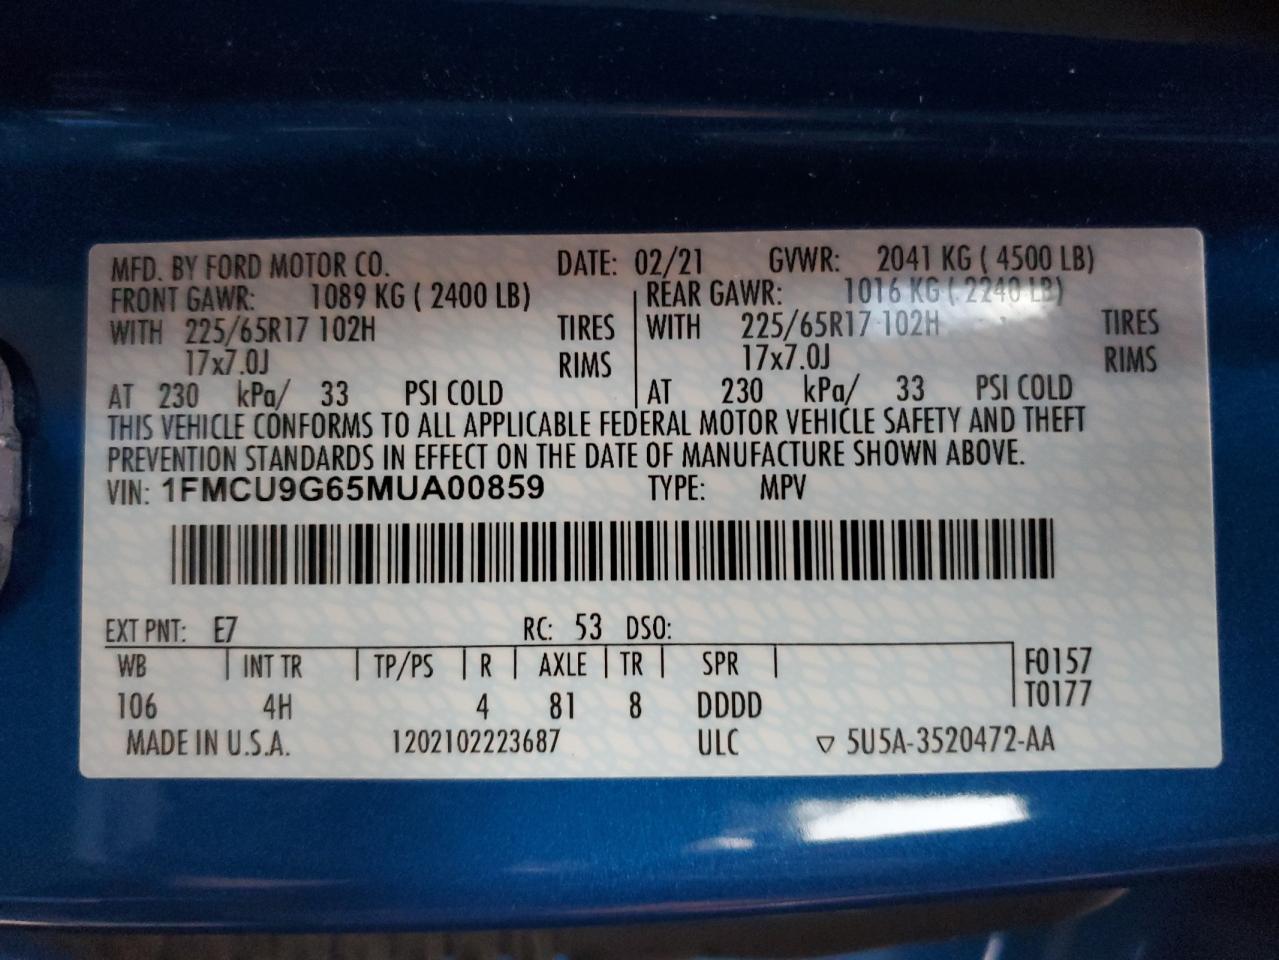 MFD. BY FORD MOTOR CO. DATE: 02/21 GVWR: 2041 KG ( 4500 LB)
FRONT GAWR: 1089 KG ( 2400 LB) REAR GAWR: 1016 KG ( 2240 LB)
WITH 225/65R17 102H TIRES WITH 225/65R17 102H TIRES
17x7.0J RIMS 17x7.0J RIMS
AT 230 kPa/ 33 PSI COLD AT 230 kPa/ 33 PSI COLD
THIS VEHICLE CONFORMS TO ALL APPLICABLE FEDERAL MOTOR VEHICLE SAFETY AND THEFT
PREVENTION STANDARDS IN EFFECT ON THE DATE OF MANUFACTURE SHOWN ABOVE.
VIN: 1FMCU9G65MUA00859 TYPE: MPV
EXT PNT: E7 RC: 53 DSO:
WB INT TR TP/PS R AXLE TR SPR F0157
106 4H 4 81 8 DDDD T0177
MADE IN U.S.A. 1202102223687 ULC ▽ 5U5A-3520472-AA